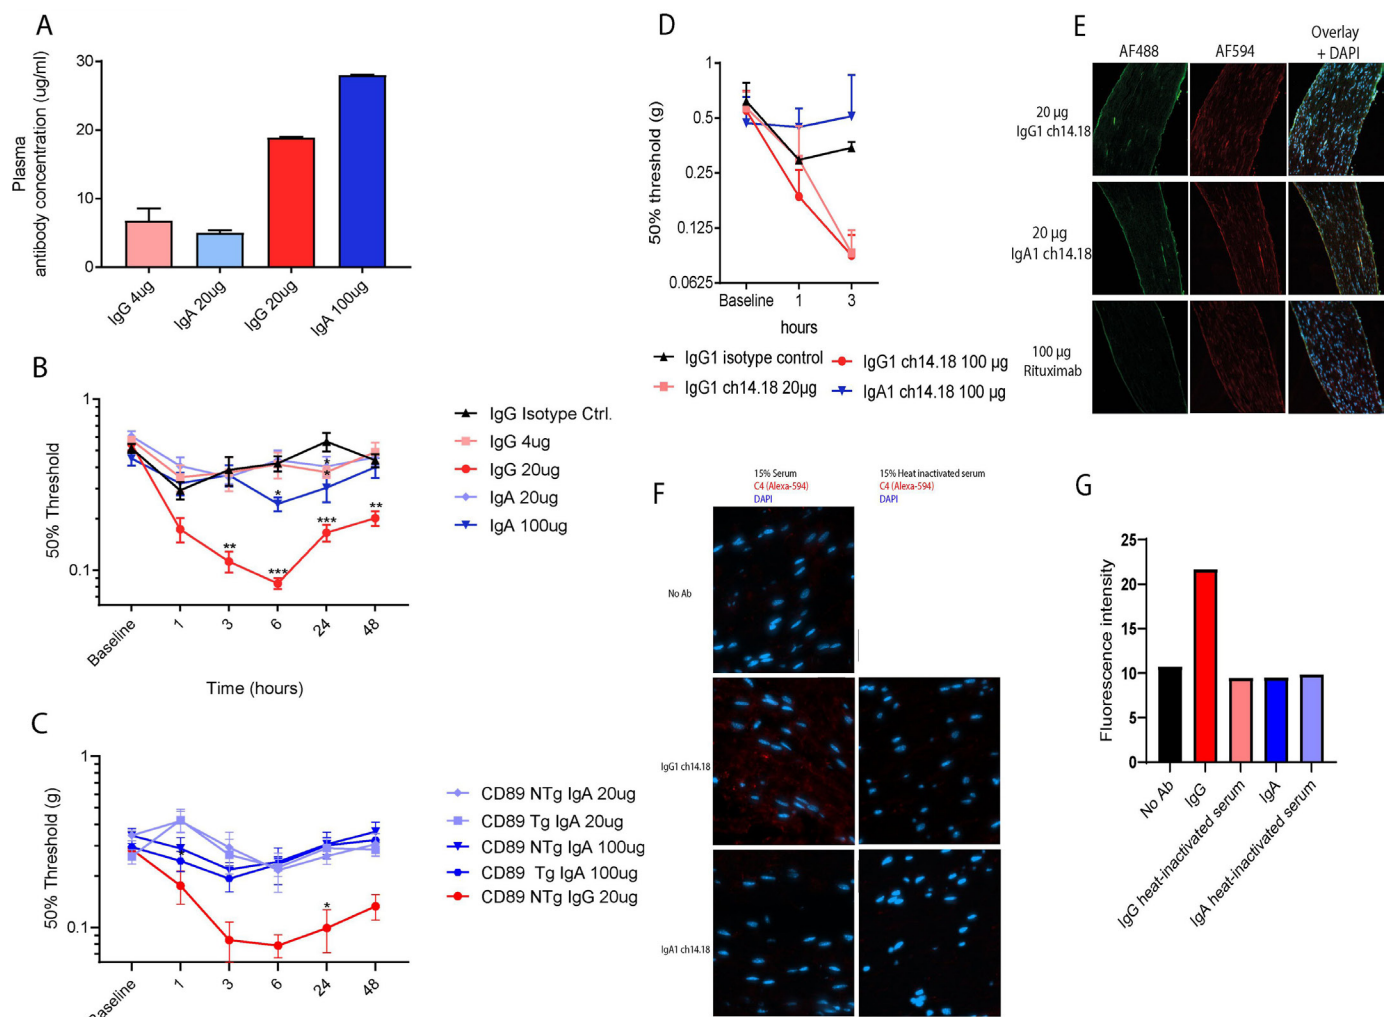 A
Plasma
antibody concentration (ug/ml)
30
20
10
0
IgG 4ug
IgA 20ug
IgG 20ug
IgA 100ug
B
50% Threshold
1
0.1
**
***
*
*
*
***
**
Baseline
1
3
6
24
48
Time (hours)
IgG Isotype Ctrl.
IgG 4ug
IgG 20ug
IgA 20ug
IgA 100ug
C
50% Threshold (g)
1
0.1
*
Baseline
1
3
6
24
48
CD89 NTg IgA 20ug
CD89 Tg IgA 20ug
CD89 NTg IgA 100ug
CD89 Tg IgA 100ug
CD89 NTg IgG 20ug
D
50% threshold (g)
1
0.5
0.25
0.125
0.0625
Baseline
1
3
hours
IgG1 isotype control
IgG1 ch14.18 20µg
IgG1 ch14.18 100 µg
IgA1 ch14.18 100 µg
E
AF488
AF594
Overlay
+ DAPI
20 µg
IgG1 ch14.18
20 µg
IgA1 ch14.18
100 µg
Rituximab
F
15% Serum
C4 (Alexa-594)
DAPI
15% Heat inactivated serum
C4 (Alexa-594)
DAPI
No Ab
IgG1 ch14.18
IgA1 ch14.18
G
Fluorescence intensity
25
20
15
10
5
0
No Ab
IgG
IgG heat-inactivated serum
IgA
IgA heat-inactivated serum